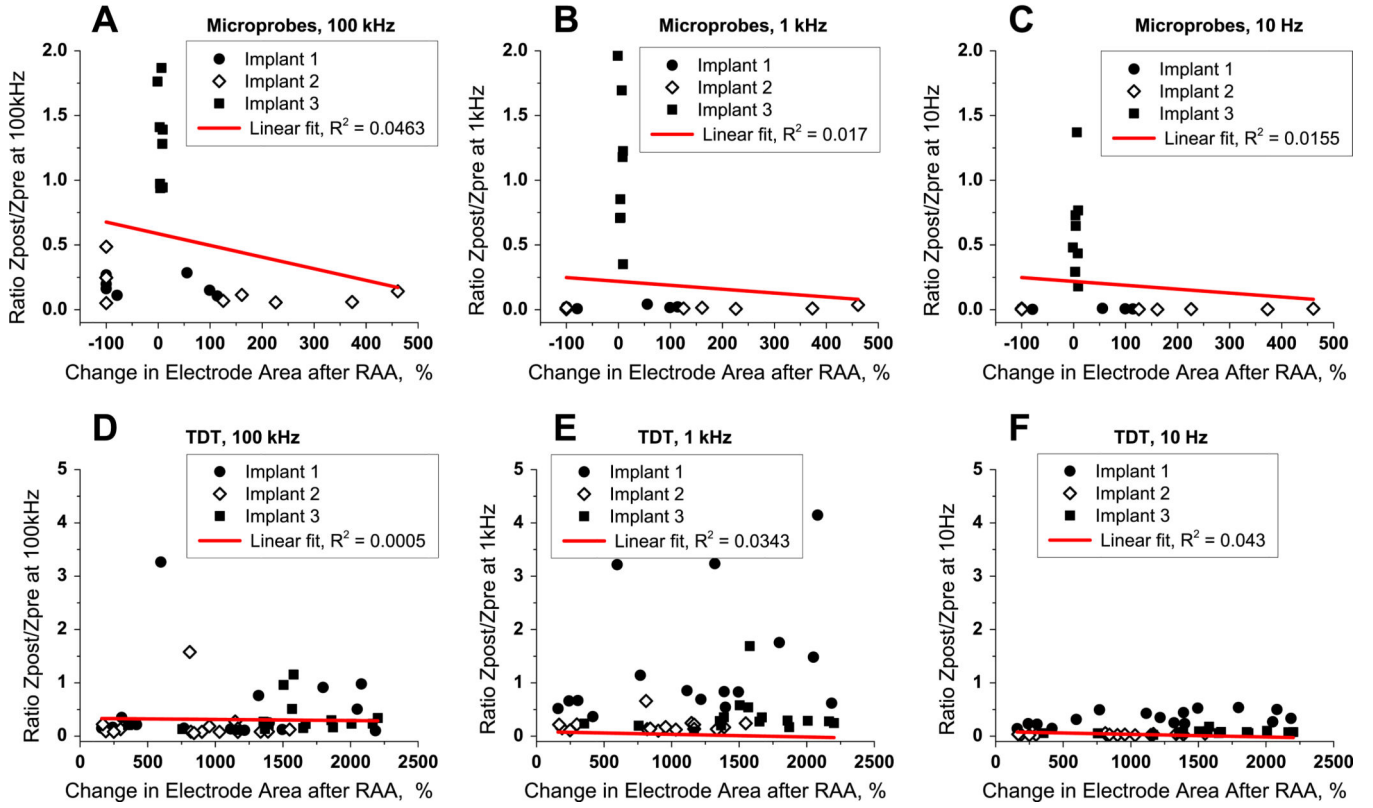 A
Microprobes, 100 kHz
Implant 1
Implant 2
Implant 3
Linear fit, R² = 0.0463
Ratio Zpost/Zpre at 100kHz
2.0
1.5
1.0
0.5
0.0
-100 0 100 200 300 400 500
Change in Electrode Area after RAA, %
B
Microprobes, 1 kHz
Implant 1
Implant 2
Implant 3
Linear fit, R² = 0.017
Ratio Zpost/Zpre at 1kHz
2.0
1.5
1.0
0.5
0.0
-100 0 100 200 300 400 500
Change in Electrode Area after RAA, %
C
Microprobes, 10 Hz
Implant 1
Implant 2
Implant 3
Linear fit, R² = 0.0155
Ratio Zpost/Zpre at 10Hz
2.0
1.5
1.0
0.5
0.0
-100 0 100 200 300 400 500
Change in Electrode Area After RAA, %
D
TDT, 100 kHz
Implant 1
Implant 2
Implant 3
Linear fit, R² = 0.0005
Ratio Zpost/Zpre at 100kHz
5
4
3
2
1
0
0 500 1000 1500 2000 2500
Change in Electrode Area after RAA, %
E
TDT, 1 kHz
Implant 1
Implant 2
Implant 3
Linear fit, R² = 0.0343
Ratio Zpost/Zpre at 1kHz
5
4
3
2
1
0
0 500 1000 1500 2000 2500
Change in Electrode Area after RAA, %
F
TDT, 10 Hz
Implant 1
Implant 2
Implant 3
Linear fit, R² = 0.043
Ratio Zpost/Zpre at 10Hz
5
4
3
2
1
0
0 500 1000 1500 2000 2500
Change in Electrode Area after RAA, %